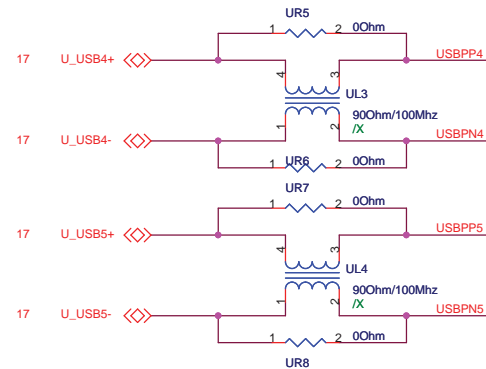 UR5
1 2 0Ohm
17 U_USB4+ USBPP4
4 3
UL3
90Ohm/100Mhz
17 U_USB4- 1 2 /X USBPN4
UR6
1 2 0Ohm
UR7
1 2 0Ohm
17 U_USB5+ USBPP5
4 3
UL4
90Ohm/100Mhz
1 2 /X
17 U_USB5- USBPN5
1 2 0Ohm
UR8